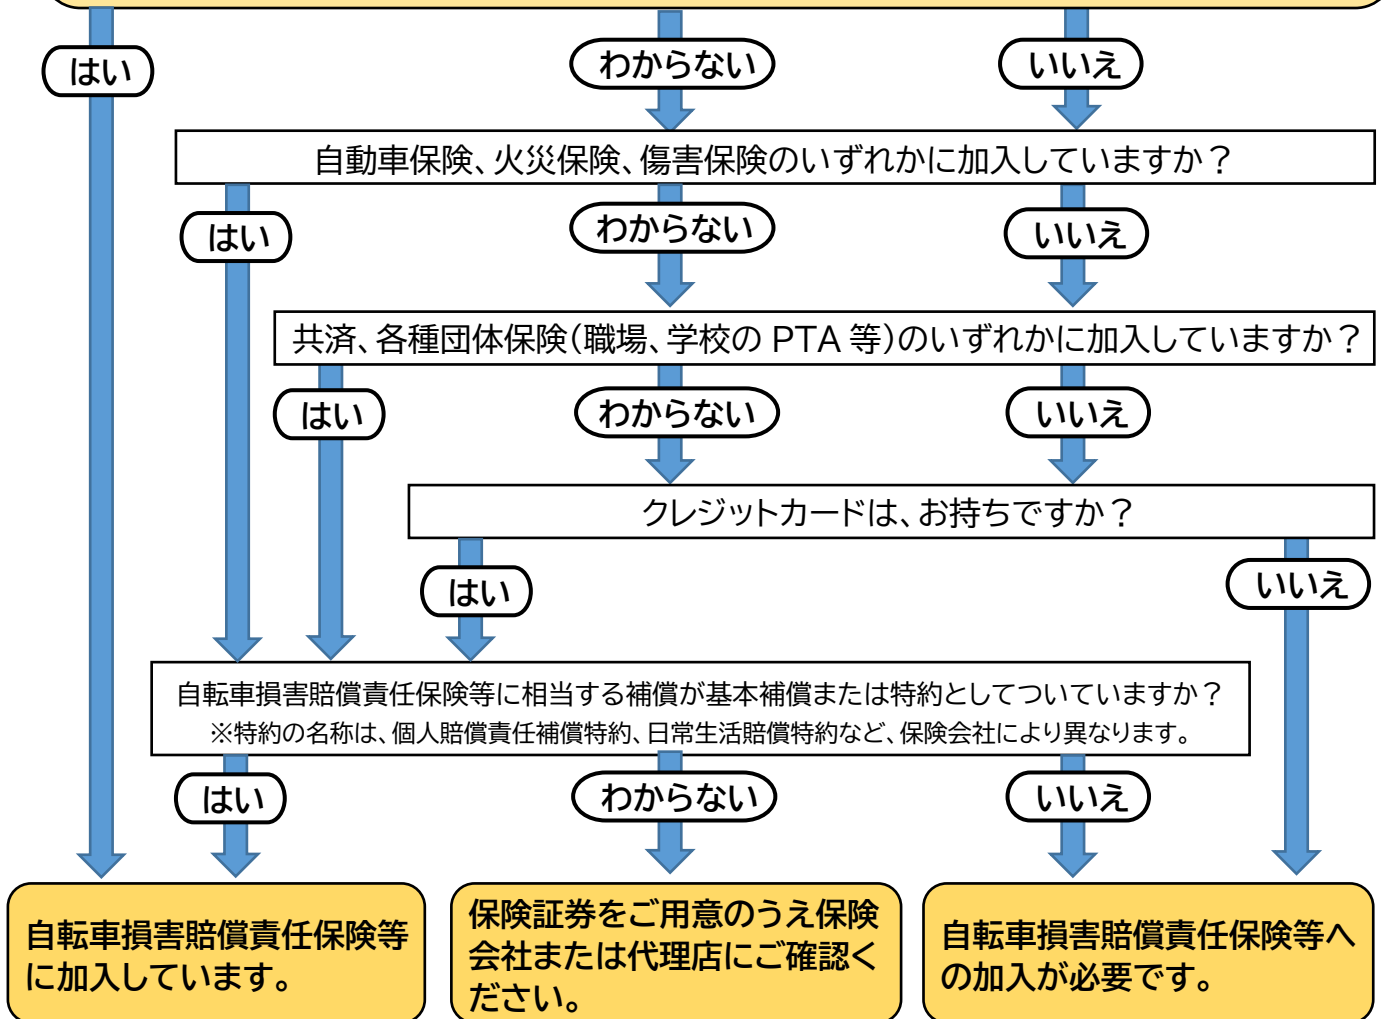 はい
わからない
いいえ
自動車保険、火災保険、傷害保険のいずれかに加入していますか？
はい
わからない
いいえ
共済、各種団体保険(職場、学校の PTA 等)のいずれかに加入していますか？
はい
わからない
いいえ
クレジットカードは、お持ちですか？
はい
いいえ
自転車損害賠償責任保険等に相当する補償が基本補償または特約としてついていますか？
※特約の名称は、個人賠償責任補償特約、日常生活賠償特約など、保険会社により異なります。
はい
わからない
いいえ
自転車損害賠償責任保険等
に加入しています。
保険証券をご用意のうえ保険
会社または代理店にご確認く
ださい。
自転車損害賠償責任保険等へ
の加入が必要です。